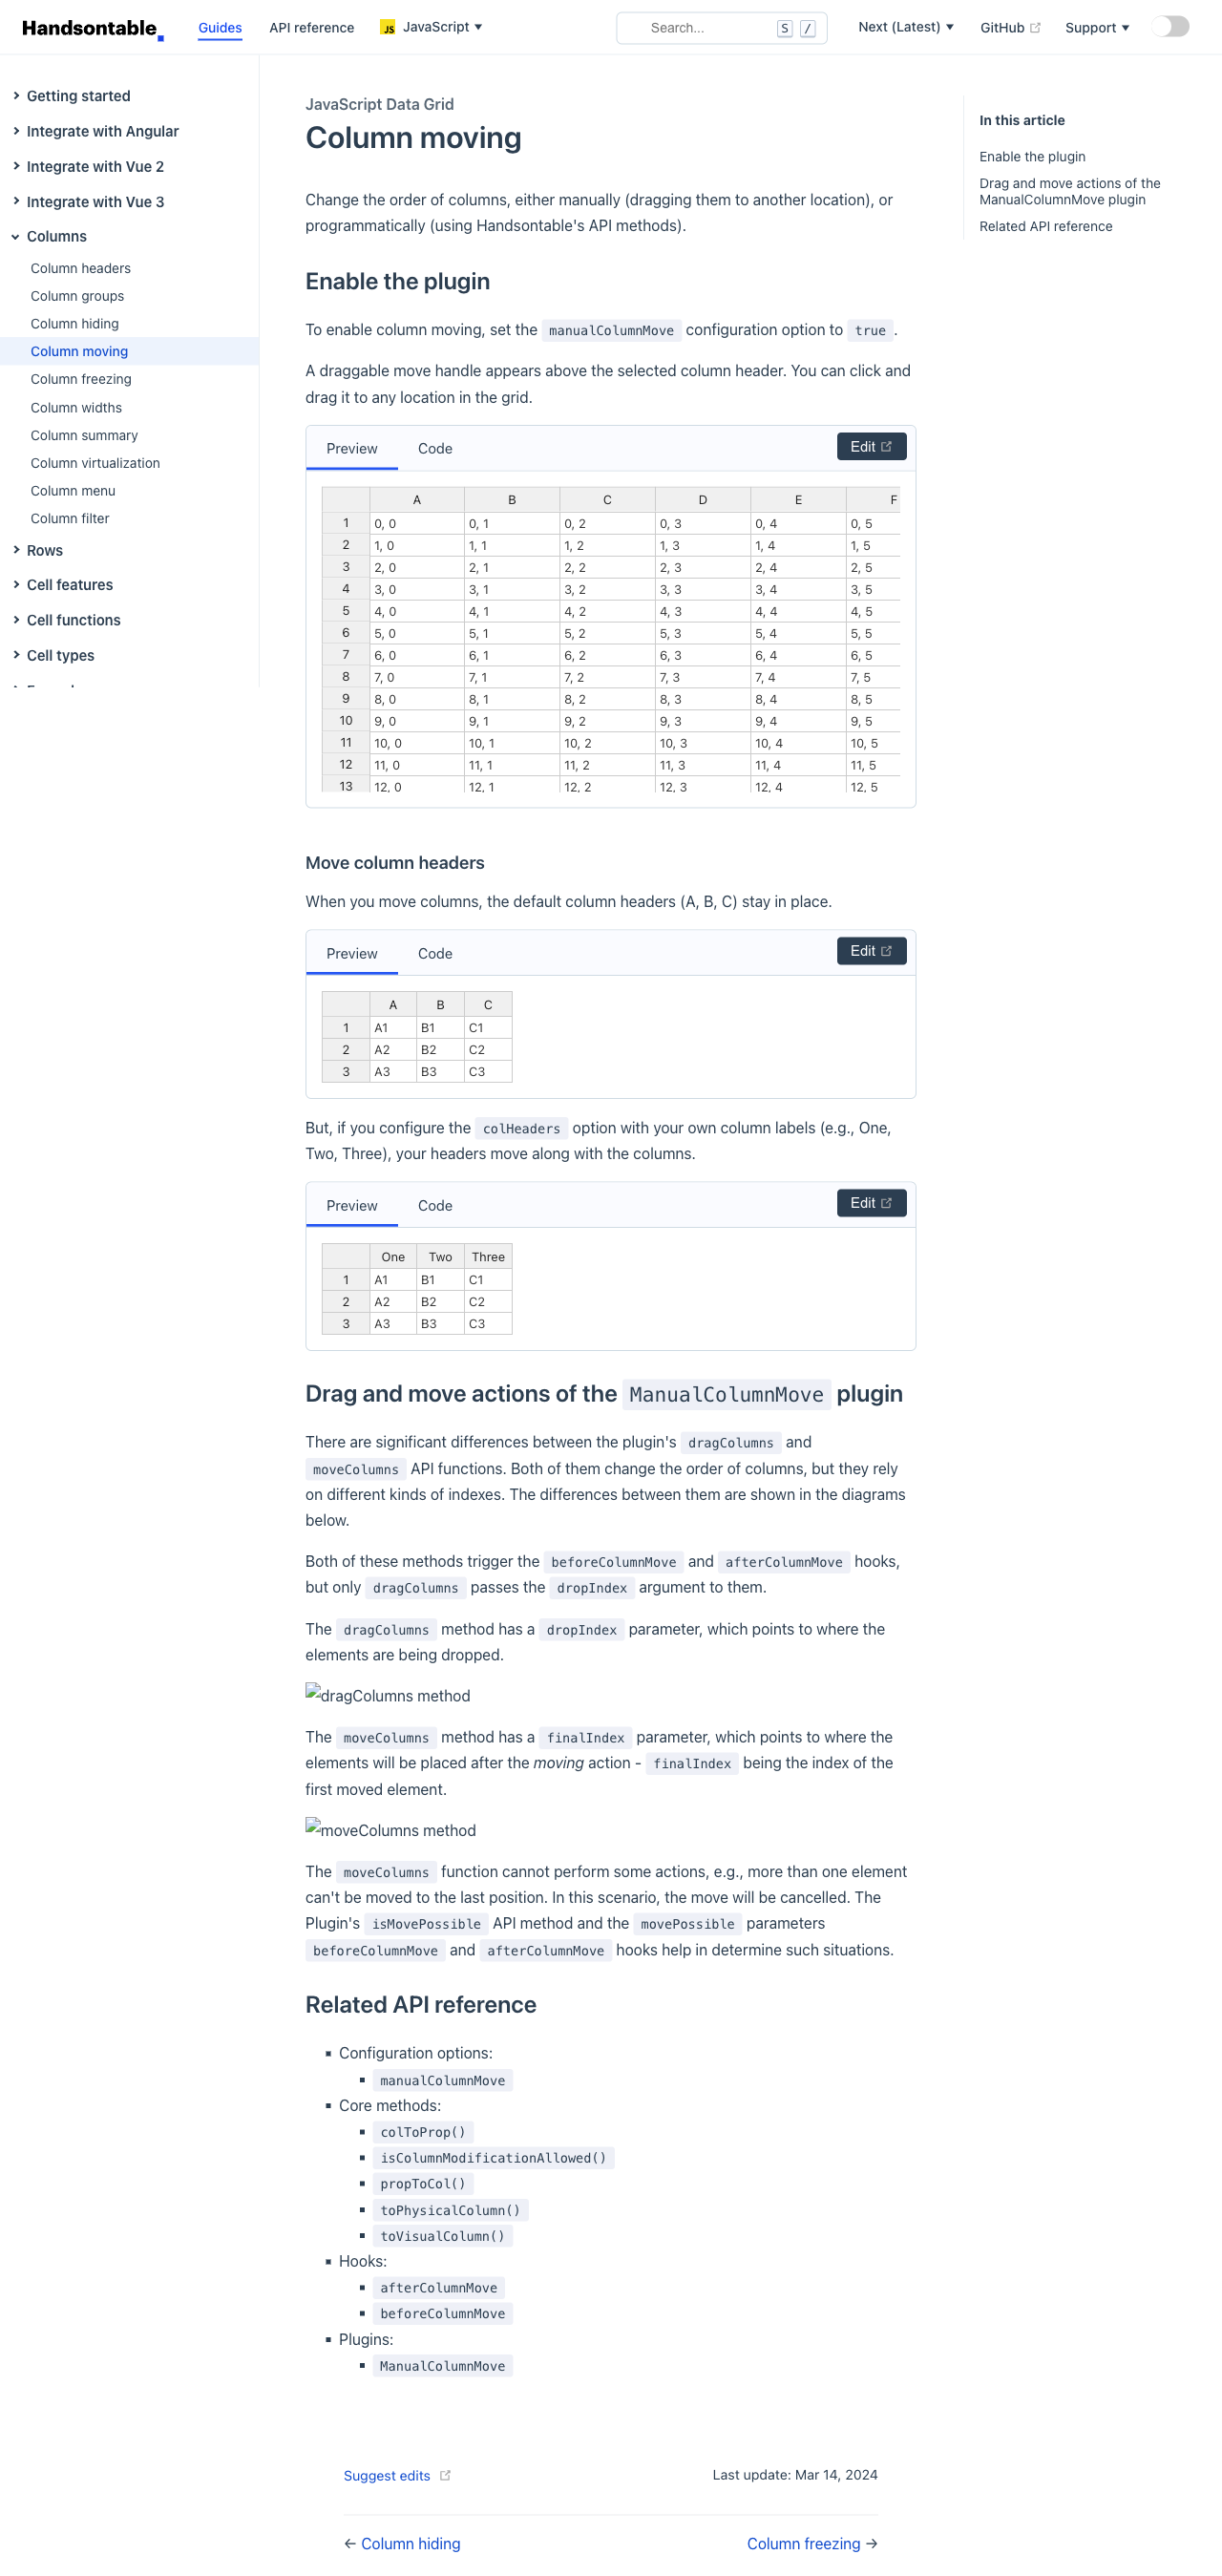 Handsontable
Guides
API reference
JS JavaScript
Search...
S /
Next (Latest)
GitHub
Support
Getting started
Integrate with Angular
Integrate with Vue 2
Integrate with Vue 3
Columns
Column headers
Column groups
Column hiding
Column moving
Column freezing
Column widths
Column summary
Column virtualization
Column menu
Column filter
Rows
Cell features
Cell functions
Cell types
JavaScript Data Grid
Column moving
Change the order of columns, either manually (dragging them to another location), or
programmatically (using Handsontable's API methods).
Enable the plugin
To enable column moving, set the manualColumnMove configuration option to true .
A draggable move handle appears above the selected column header. You can click and
drag it to any location in the grid.
Preview Code Edit
A B C D E F
1 0, 0 0, 1 0, 2 0, 3 0, 4 0, 5
2 1, 0 1, 1 1, 2 1, 3 1, 4 1, 5
3 2, 0 2, 1 2, 2 2, 3 2, 4 2, 5
4 3, 0 3, 1 3, 2 3, 3 3, 4 3, 5
5 4, 0 4, 1 4, 2 4, 3 4, 4 4, 5
6 5, 0 5, 1 5, 2 5, 3 5, 4 5, 5
7 6, 0 6, 1 6, 2 6, 3 6, 4 6, 5
8 7, 0 7, 1 7, 2 7, 3 7, 4 7, 5
9 8, 0 8, 1 8, 2 8, 3 8, 4 8, 5
10 9, 0 9, 1 9, 2 9, 3 9, 4 9, 5
11 10, 0 10, 1 10, 2 10, 3 10, 4 10, 5
12 11, 0 11, 1 11, 2 11, 3 11, 4 11, 5
13 12, 0 12, 1 12, 2 12, 3 12, 4 12, 5
Move column headers
When you move columns, the default column headers (A, B, C) stay in place.
Preview Code Edit
A B C
1 A1 B1 C1
2 A2 B2 C2
3 A3 B3 C3
But, if you configure the colHeaders option with your own column labels (e.g., One,
Two, Three), your headers move along with the columns.
Preview Code Edit
One Two Three
1 A1 B1 C1
2 A2 B2 C2
3 A3 B3 C3
Drag and move actions of the ManualColumnMove plugin
There are significant differences between the plugin's dragColumns and
moveColumns API functions. Both of them change the order of columns, but they rely
on different kinds of indexes. The differences between them are shown in the diagrams
below.
Both of these methods trigger the beforeColumnMove and afterColumnMove hooks,
but only dragColumns passes the dropIndex argument to them.
The dragColumns method has a dropIndex parameter, which points to where the
elements are being dropped.
dragColumns method
The moveColumns method has a finalIndex parameter, which points to where the
elements will be placed after the moving action - finalIndex being the index of the
first moved element.
moveColumns method
The moveColumns function cannot perform some actions, e.g., more than one element
can't be moved to the last position. In this scenario, the move will be cancelled. The
Plugin's isMovePossible API method and the movePossible parameters
beforeColumnMove and afterColumnMove hooks help in determine such situations.
Related API reference
Configuration options:
manualColumnMove
Core methods:
colToProp()
isColumnModificationAllowed()
propToCol()
toPhysicalColumn()
toVisualColumn()
Hooks:
afterColumnMove
beforeColumnMove
Plugins:
ManualColumnMove
Suggest edits
Last update: Mar 14, 2024
← Column hiding
Column freezing →
In this article
Enable the plugin
Drag and move actions of the
ManualColumnMove plugin
Related API reference